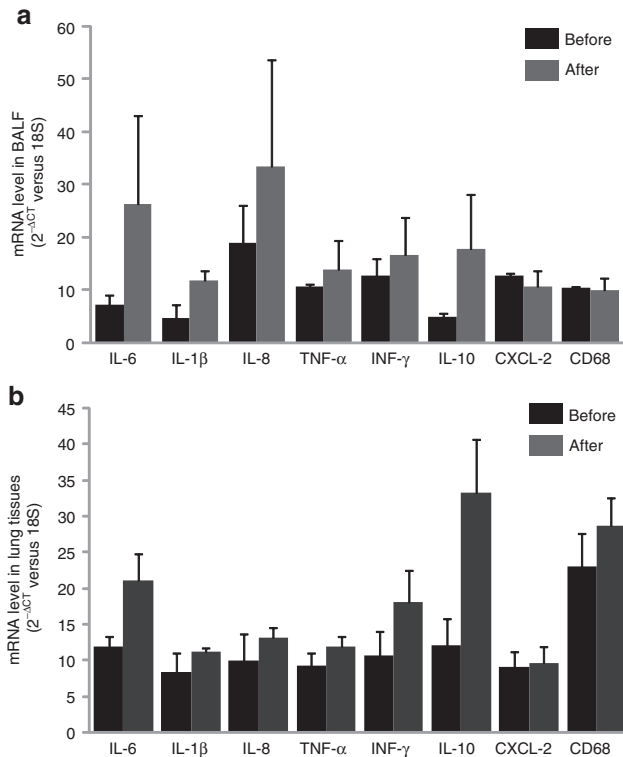 a
60
50
40
30
20
10
0
mRNA level in BALF
(2⁻ΔCT versus 18S)
Before
After
IL-6 IL-1β IL-8 TNF-α INF-γ IL-10 CXCL-2 CD68
b
45
40
35
30
25
20
15
10
5
0
mRNA level in lung tissues
(2⁻ΔCT versus 18S)
Before
After
IL-6 IL-1β IL-8 TNF-α INF-γ IL-10 CXCL-2 CD68